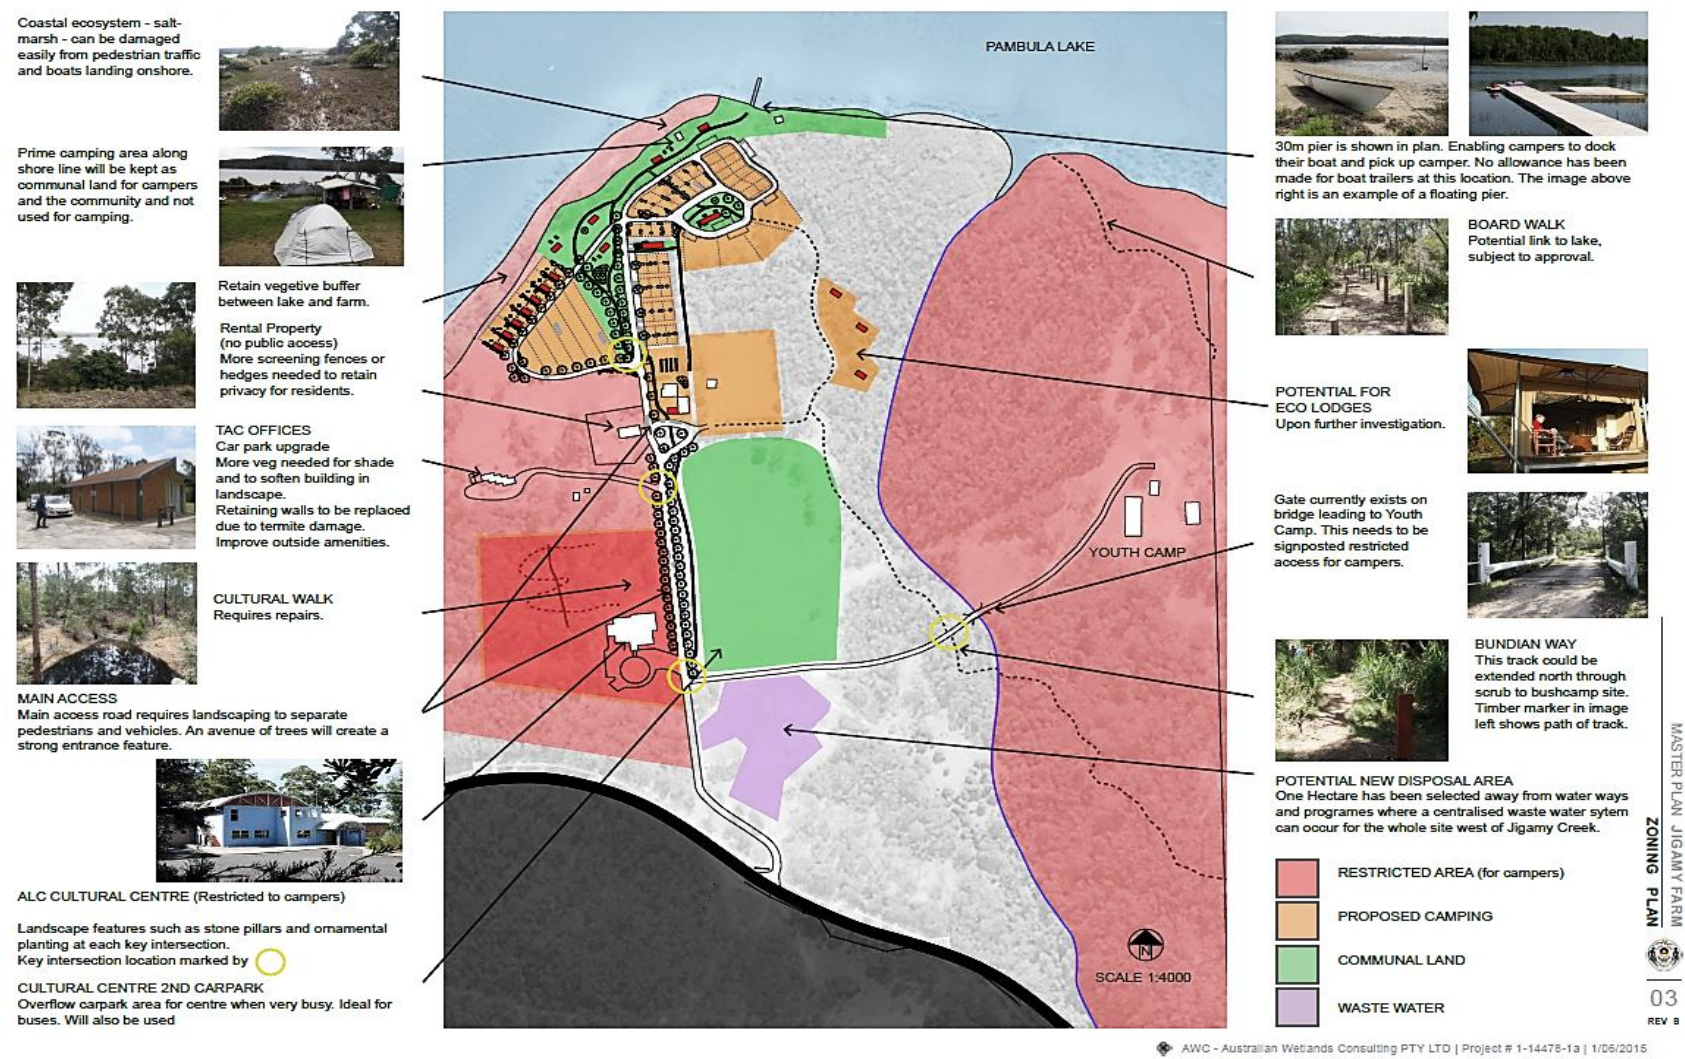 Coastal ecosystem - salt-
marsh - can be damaged
easily from pedestrian traffic
and boats landing onshore.
Prime camping area along
shore line will be kept as
communal land for campers
and the community and not
used for camping.
Retain vegetive buffer
between lake and farm.
Rental Property
(no public access)
More screening fences or
hedges needed to retain
privacy for residents.
TAC OFFICES
Car park upgrade
More veg needed for shade
and to soften building in
landscape.
Retaining walls to be replaced
due to termite damage.
Improve outside amenities.
CULTURAL WALK
Requires repairs.
MAIN ACCESS
Main access road requires landscaping to separate
pedestrians and vehicles. An avenue of trees will create a
strong entrance feature.
ALC CULTURAL CENTRE (Restricted to campers)
Landscape features such as stone pillars and ornamental
planting at each key intersection.
Key intersection location marked by
CULTURAL CENTRE 2ND CARPARK
Overflow carpark area for centre when very busy. Ideal for
buses. Will also be used
PAMBULA LAKE
YOUTH CAMP
N
SCALE 1:4000
30m pier is shown in plan. Enabling campers to dock
their boat and pick up camper. No allowance has been
made for boat trailers at this location. The image above
right is an example of a floating pier.
BOARD WALK
Potential link to lake,
subject to approval.
POTENTIAL FOR
ECO LODGES
Upon further investigation.
Gate currently exists on
bridge leading to Youth
Camp. This needs to be
signposted restricted
access for campers.
BUNDIAN WAY
This track could be
extended north through
scrub to bushcamp site.
Timber marker in image
left shows path of track.
POTENTIAL NEW DISPOSAL AREA
One Hectare has been selected away from water ways
and programes where a centralised waste water sytem
can occur for the whole site west of Jigamy Creek.
RESTRICTED AREA (for campers)
PROPOSED CAMPING
COMMUNAL LAND
WASTE WATER
MASTER PLAN JIGAMY FARM
ZONING PLAN
03
REV B
AWC - Australian Wetlands Consulting PTY LTD | Project # 1-14478-1a | 1/06/2015